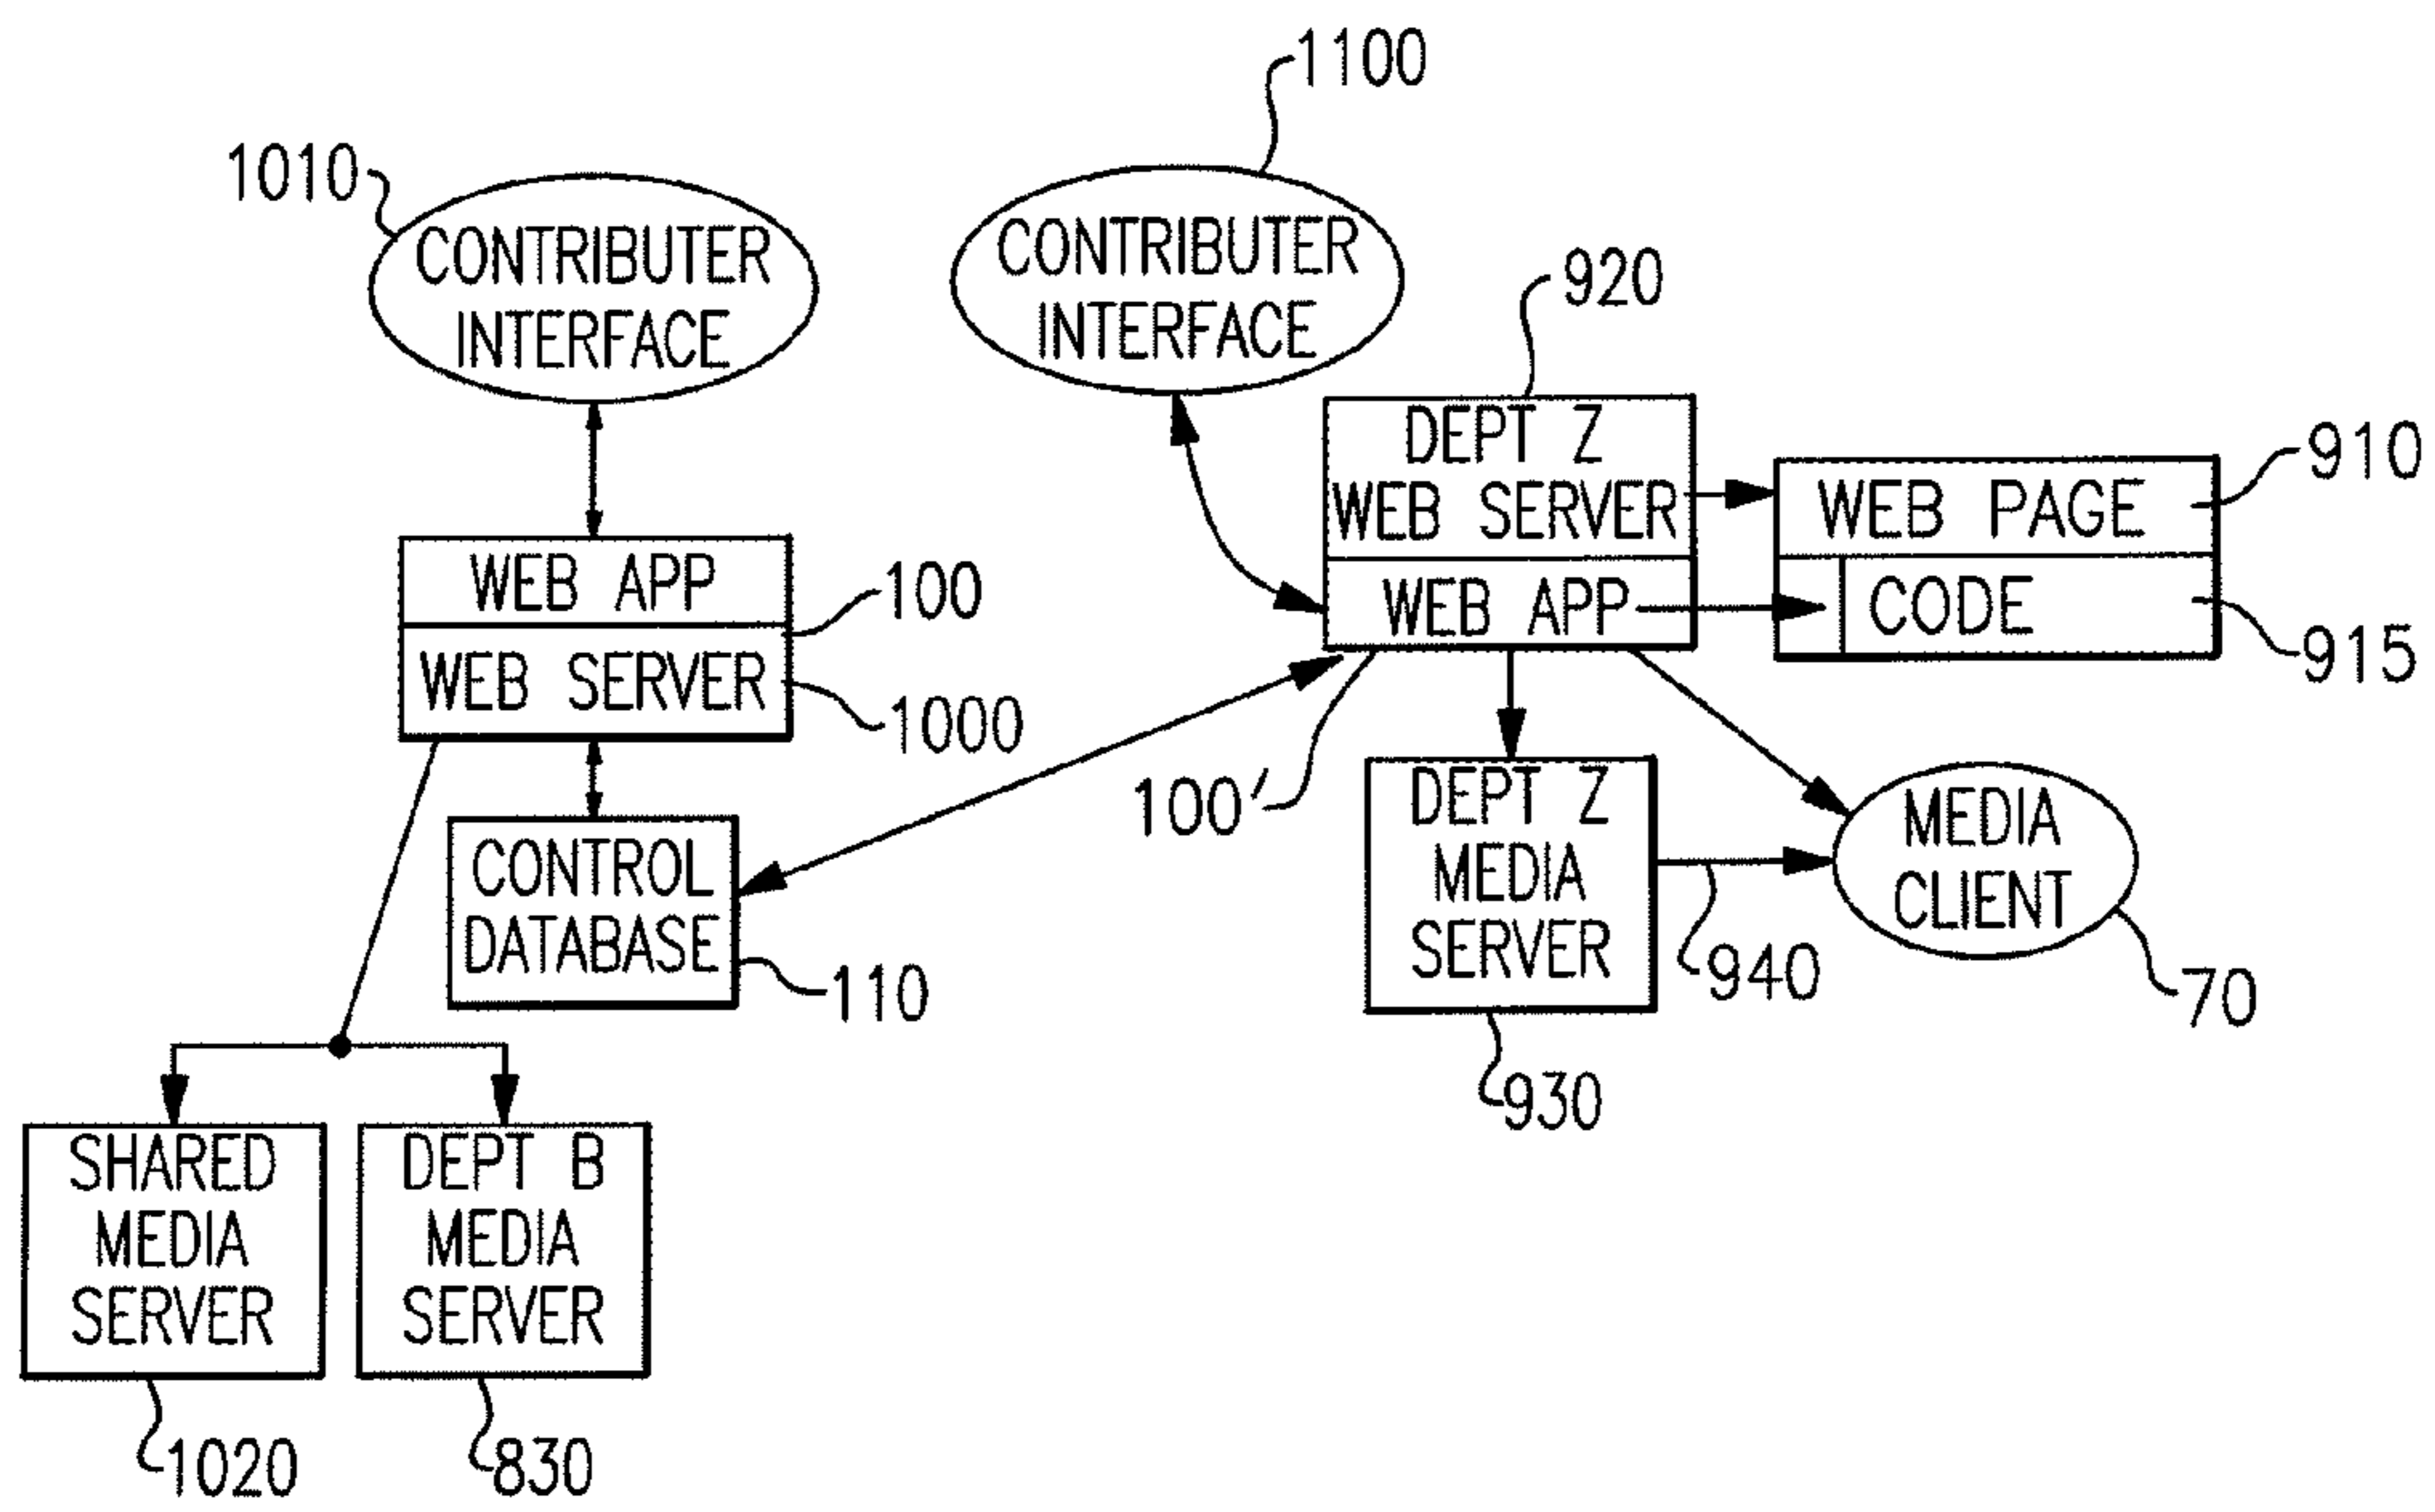 1100
1010
CONTRIBUTER
INTERFACE
CONTRIBUTER
INTERFACE
920
DEPT Z
WEB SERVER
WEB APP
WEB PAGE
910
CODE
915
WEB APP
100
WEB SERVER
1000
100'
CONTROL
DATABASE
110
DEPT Z
MEDIA
SERVER
930
940
MEDIA
CLIENT
70
SHARED
MEDIA
SERVER
1020
DEPT B
MEDIA
SERVER
830